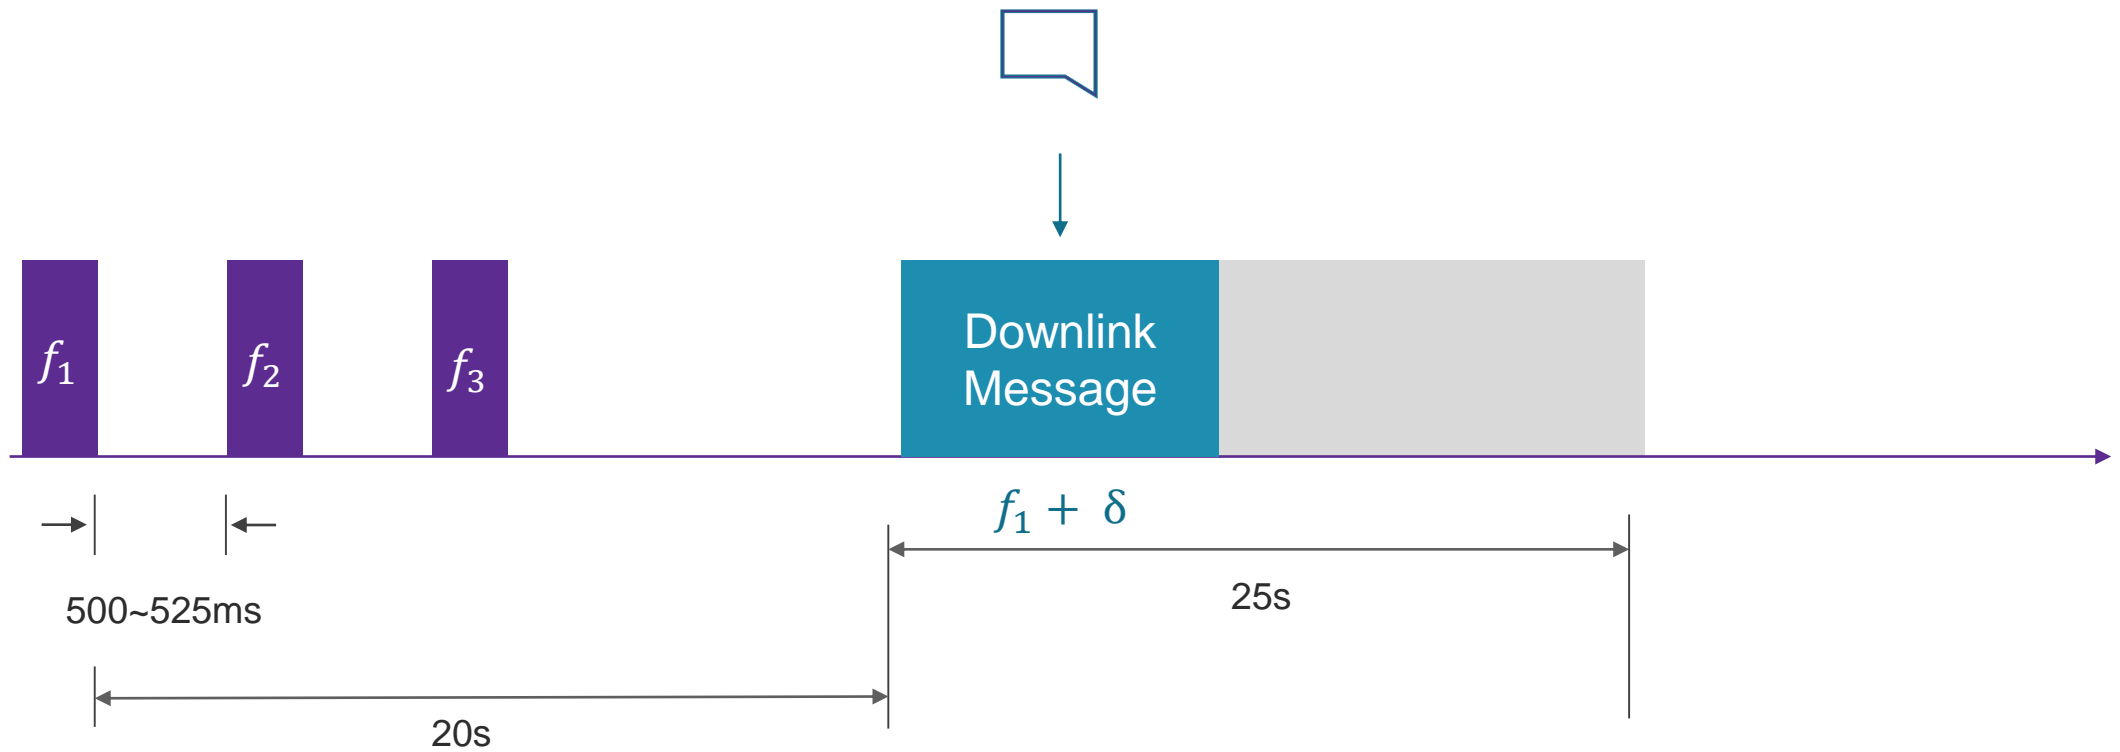 f₁
f₂
f₃
Downlink
Message
f₁ + δ
500~525ms
25s
20s